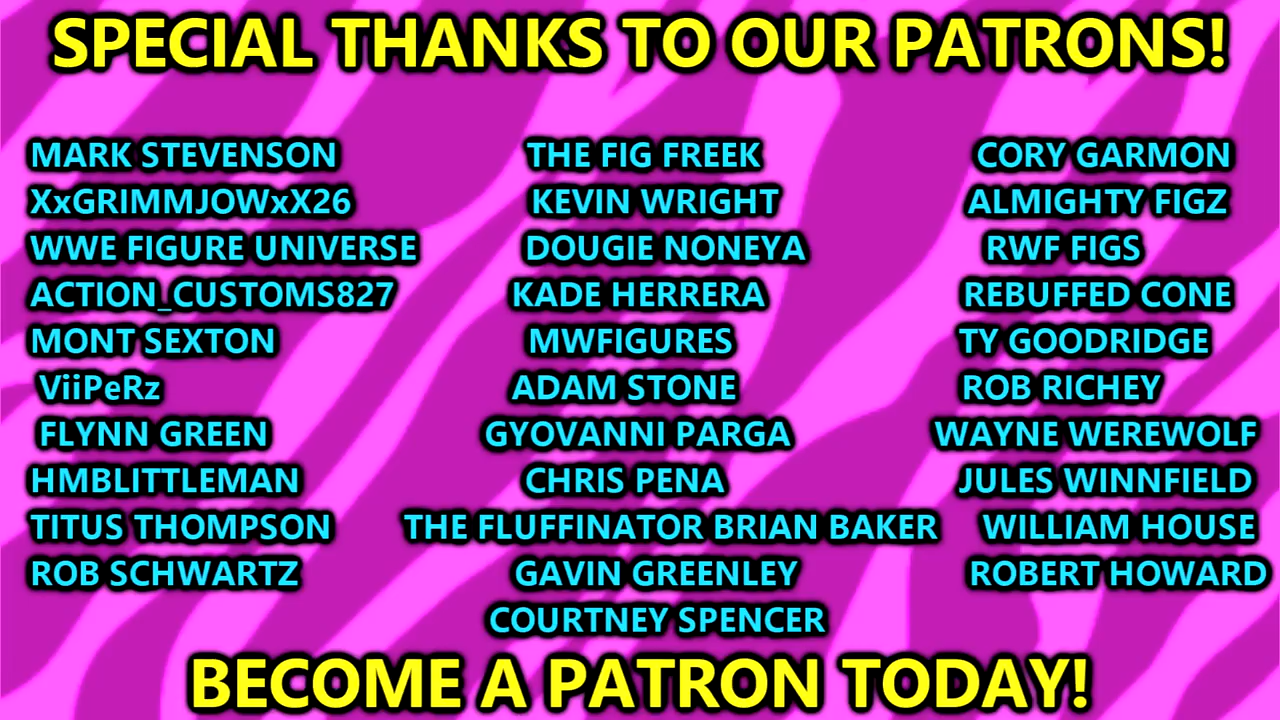 SPECIAL THANKS TO OUR PATRONS!
MARK STEVENSON THE FIG FREEK CORY GARMON
XxGRIMMJOWxX26 KEVIN WRIGHT ALMIGHTY FIGZ
WWE FIGURE UNIVERSE DOUGIE NONEYA RWF FIGS
ACTION_CUSTOMS827 KADE HERRERA REBUFFED CONE
MONT SEXTON MWFIGURES TY GOODRIDGE
ViiPeRz ADAM STONE ROB RICHEY
FLYNN GREEN GYOVANNI PARGA WAYNE WEREWOLF
HMBLITTLEMAN CHRIS PENA JULES WINNFIELD
TITUS THOMPSON THE FLUFFINATOR BRIAN BAKER WILLIAM HOUSE
ROB SCHWARTZ GAVIN GREENLEY ROBERT HOWARD
COURTNEY SPENCER
BECOME A PATRON TODAY!